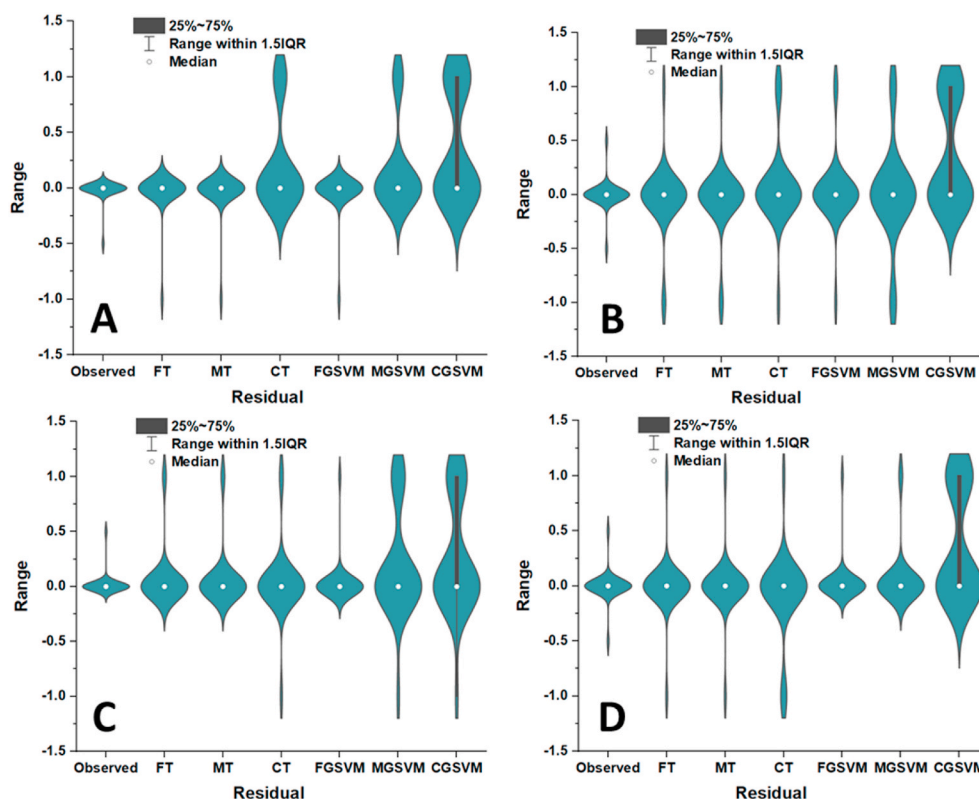 25%~75%
Range within 1.5IQR
Median
1.5
1.0
0.5
0.0
-0.5
-1.0
-1.5
Range
A
Observed FT MT CT FGSVM MGSVM CGSVM
Residual
25%~75%
Range within 1.5IQR
Median
1.5
1.0
0.5
0.0
-0.5
-1.0
-1.5
Range
B
Observed FT MT CT FGSVM MGSVM CGSVM
Residual
25%~75%
Range within 1.5IQR
Median
1.5
1.0
0.5
0.0
-0.5
-1.0
-1.5
Range
C
Observed FT MT CT FGSVM MGSVM CGSVM
Residual
25%~75%
Range within 1.5IQR
Median
1.5
1.0
0.5
0.0
-0.5
-1.0
-1.5
Range
D
Observed FT MT CT FGSVM MGSVM CGSVM
Residual